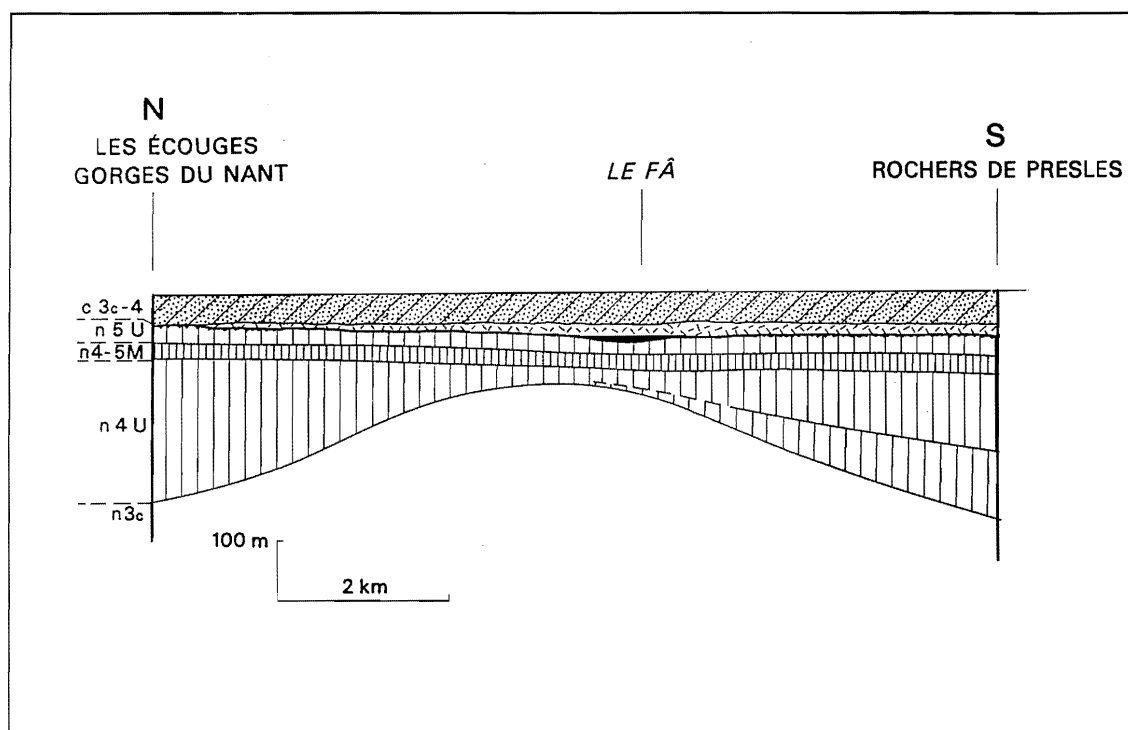 N
LES ÉCOUGES
GORGES DU NANT
LE FÂ
S
ROCHERS DE PRESLES
c 3c-4
n 5 U
n4-5M
n 4 U
n3c
100 m
2 km